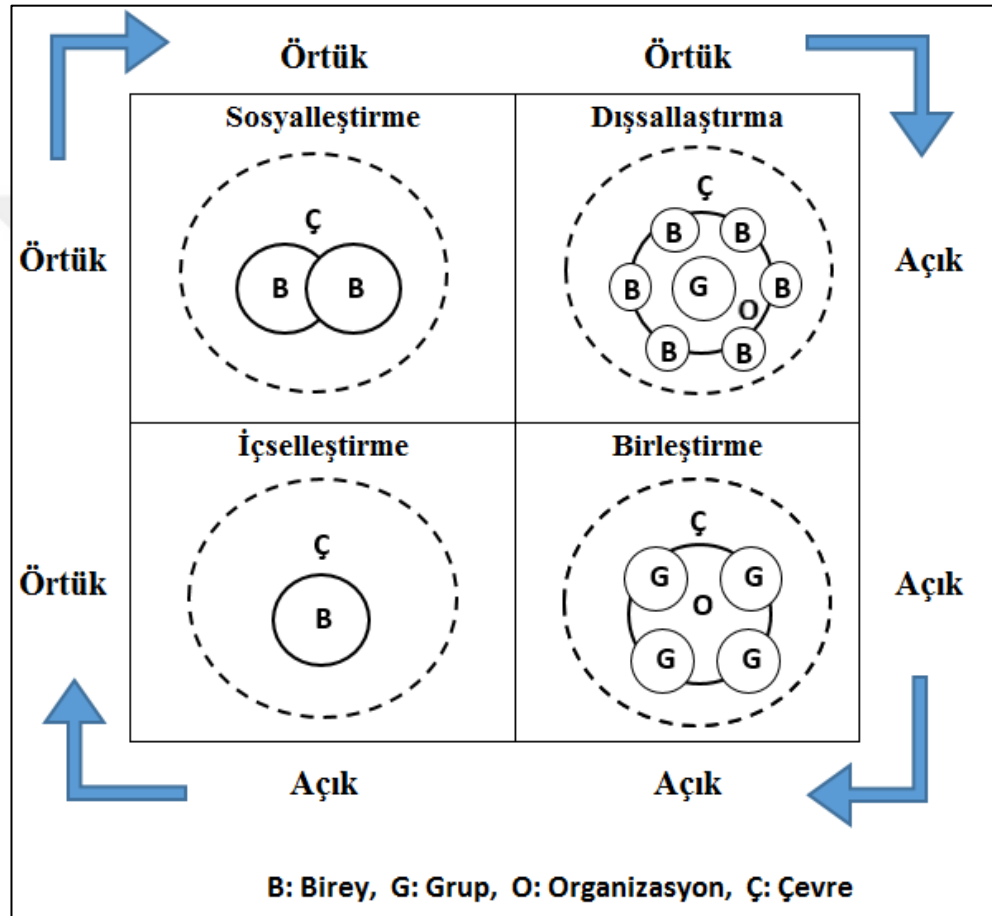 Örtük Örtük
Sosyalleştirme Dışsallaştırma
Ç Ç
B B
B B
Örtük Açık
B G B
O
B B
İçselleştirme Birleştirme
Ç Ç
G G
Örtük Açık
B O
G G
Açık Açık
B: Birey, G: Grup, O: Organizasyon, Ç: Çevre